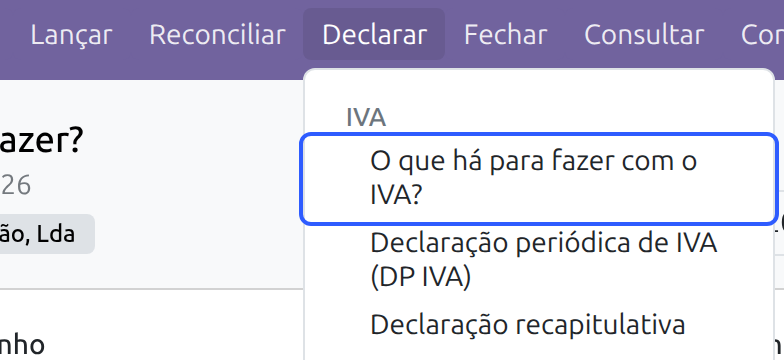 Lançar Reconciliar Declarar Fechar Consultar
azer?
26
ão, Lda
IVA
O que há para fazer com o
IVA?
Declaração periódica de IVA
(DP IVA)
Declaração recapitulativa
nho